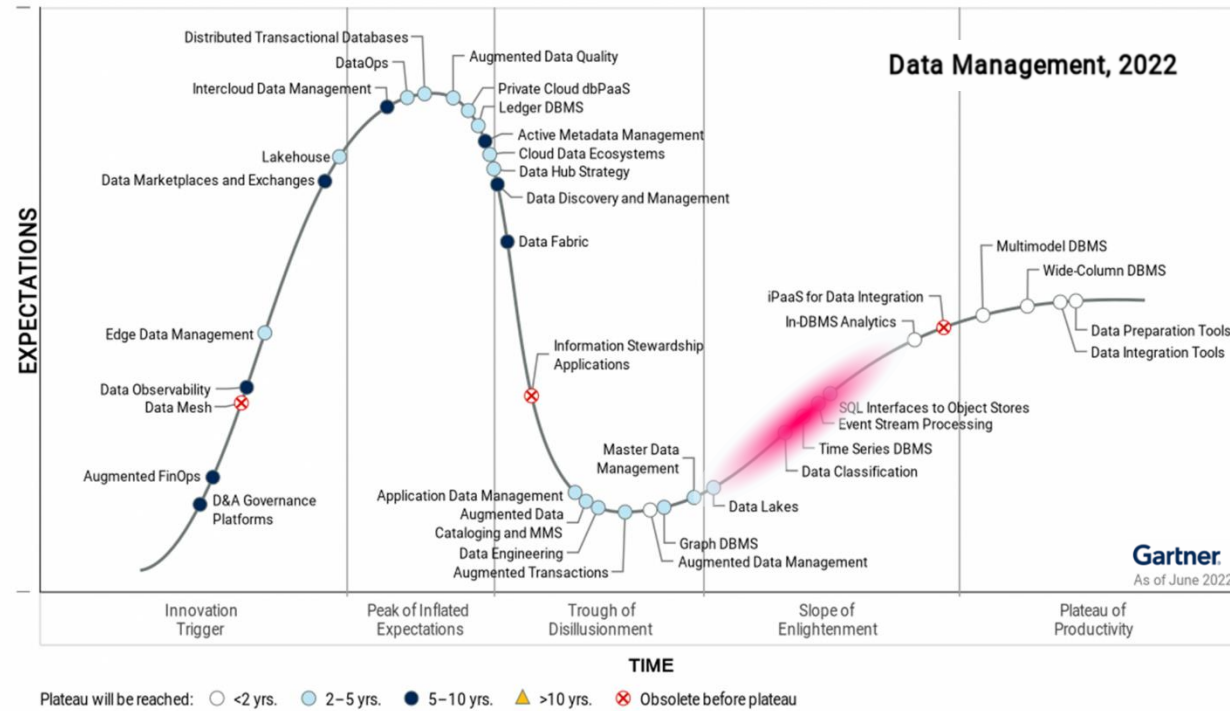 Data Management, 2022
EXPECTATIONS
D&A Governance
Platforms
Augmented FinOps
Data Mesh
Data Observability
Edge Data Management
Data Marketplaces and Exchanges
Lakehouse
Intercloud Data Management
DataOps
Distributed Transactional Databases
Augmented Data Quality
Private Cloud dbPaaS
Ledger DBMS
Active Metadata Management
Cloud Data Ecosystems
Data Hub Strategy
Data Discovery and Management
Data Fabric
Information Stewardship
Applications
Application Data Management
Augmented Data
Cataloging and MMS
Data Engineering
Augmented Transactions
Augmented Data Management
Graph DBMS
Master Data
Management
Data Lakes
Data Classification
Time Series DBMS
Event Stream Processing
SQL Interfaces to Object Stores
In-DBMS Analytics
iPaaS for Data Integration
Multimodel DBMS
Wide-Column DBMS
Data Preparation Tools
Data Integration Tools
Gartner.
As of June 2022
Innovation
Trigger
Peak of Inflated
Expectations
Trough of
Disillusionment
Slope of
Enlightenment
Plateau of
Productivity
TIME
Plateau will be reached: <2 yrs. 2–5 yrs. 5–10 yrs. >10 yrs. Obsolete before plateau